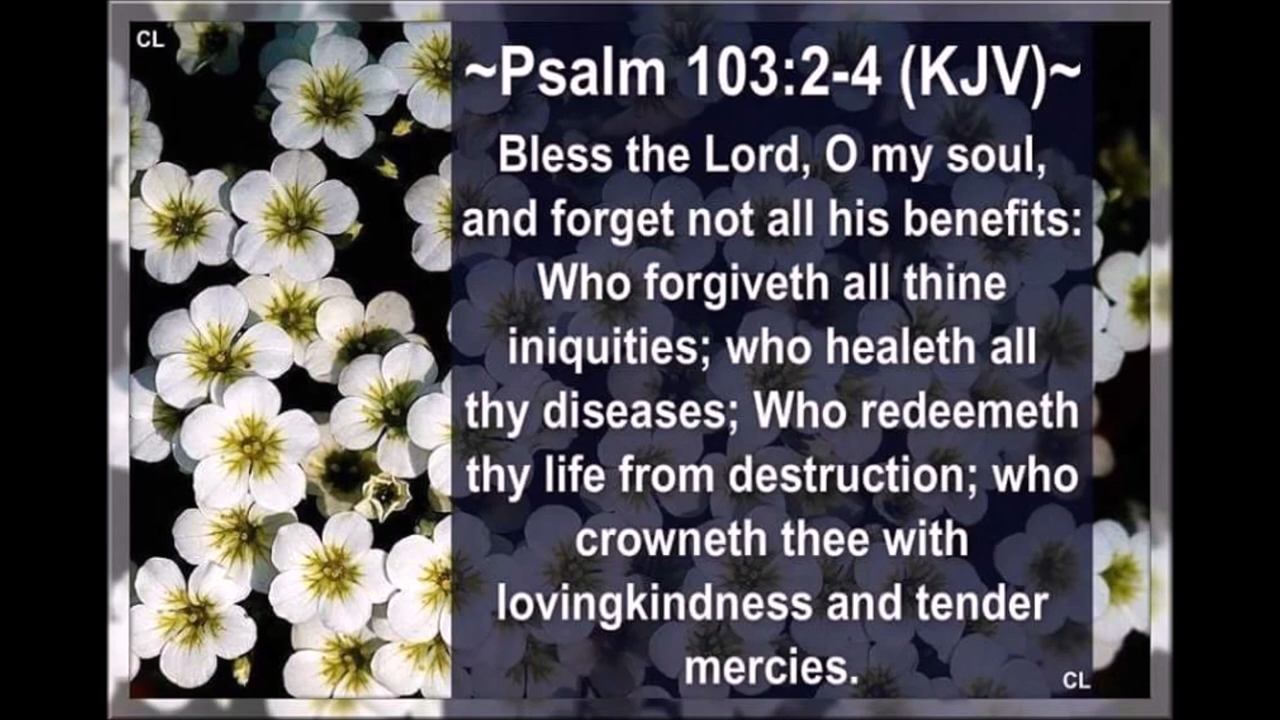 CL
~Psalm 103:2-4 (KJV)~
Bless the Lord, O my soul,
and forget not all his benefits:
Who forgiveth all thine
iniquities; who healeth all
thy diseases; Who redeemeth
thy life from destruction; who
crowneth thee with
lovingkindness and tender
mercies.
CL